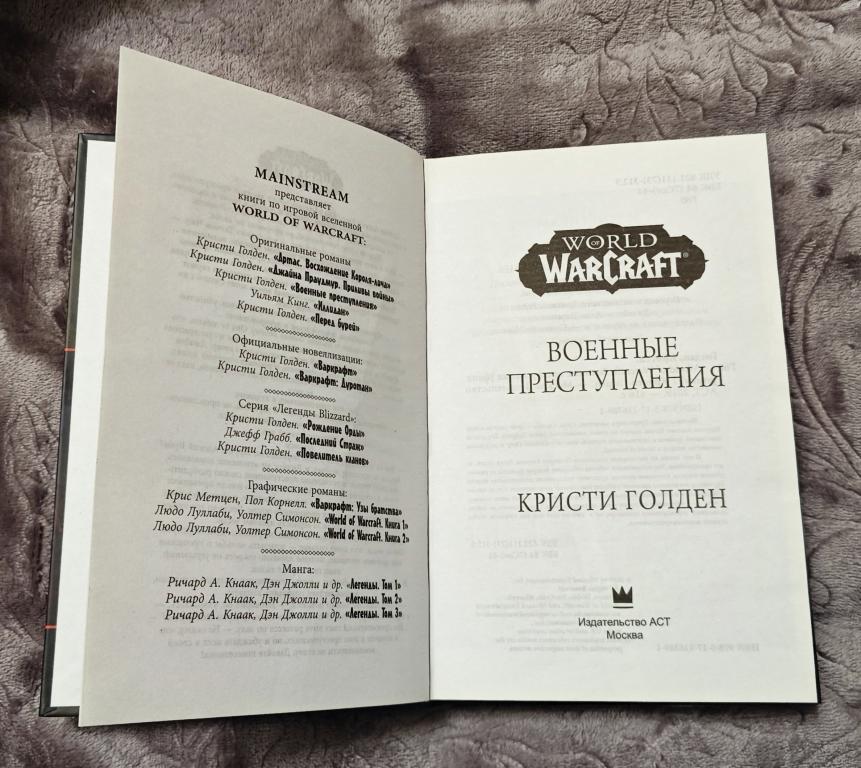 MAINSTREAM
представляет
книги по игровой вселенной
WORLD OF WARCRAFT:
Оригинальные романы
Кристи Голден. «Артас. Восхождение Короля-лича»
Кристи Голден. «Джайна Праудмур. Приливы войны»
Кристи Голден. «Военные преступления»
Уильям Кинг. «Иллидан»
Кристи Голден. «Перед бурей»
Официальные новеллизации:
Кристи Голден. «Варкрафт»
Кристи Голден. «Варкрафт: Дуротан»
Серия «Легенды Blizzard»:
Кристи Голден. «Рождение Орды»
Джефф Грабб. «Последний Страж»
Кристи Голден. «Повелитель кланов»
Графические романы:
Крис Метцен, Пол Корнелл. «Варкрафт: Узы братства»
Людо Луллаби, Уолтер Симонсон. «World of Warcraft. Книга 1»
Людо Луллаби, Уолтер Симонсон. «World of Warcraft. Книга 2»
Манга:
Ричард А. Кнаак, Дэн Джолли и др. «Легенды. Том 1»
Ричард А. Кнаак, Дэн Джолли и др. «Легенды. Том 2»
Ричард А. Кнаак, Дэн Джолли и др. «Легенды. Том 3»
WORLD OF
WARCRAFT®
ВОЕННЫЕ
ПРЕСТУПЛЕНИЯ
КРИСТИ ГОЛДЕН
Издательство АСТ
Москва